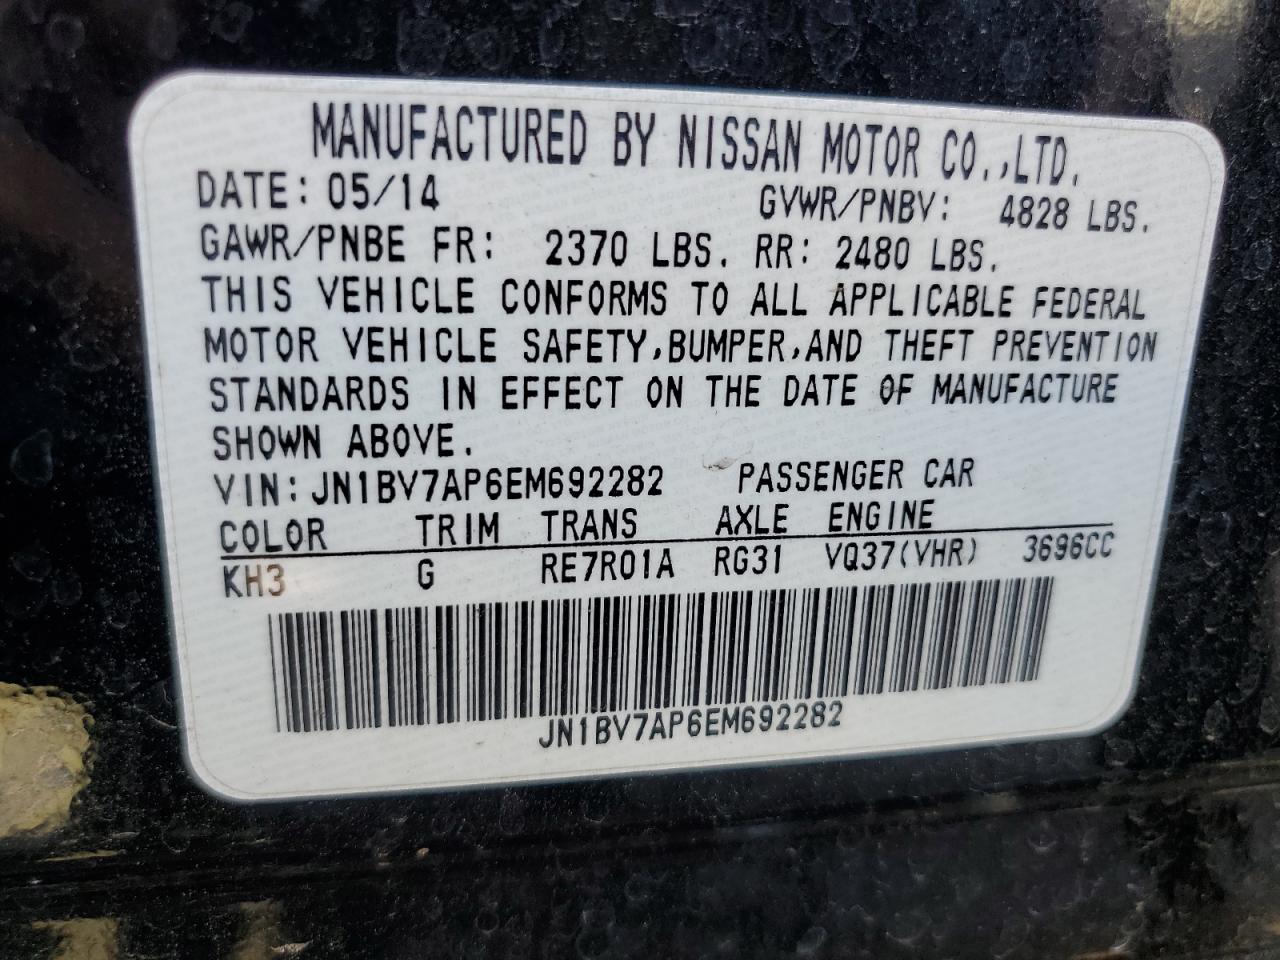 MANUFACTURED BY NISSAN MOTOR CO.,LTD.
DATE: 05/14 GVWR/PNBV: 4828 LBS.
GAWR/PNBE FR: 2370 LBS. RR: 2480 LBS.
THIS VEHICLE CONFORMS TO ALL APPLICABLE FEDERAL
MOTOR VEHICLE SAFETY,BUMPER,AND THEFT PREVENTION
STANDARDS IN EFFECT ON THE DATE OF MANUFACTURE
SHOWN ABOVE.
VIN: JN1BV7AP6EM692282 PASSENGER CAR
COLOR TRIM TRANS AXLE ENGINE
KH3 G RE7R01A RG31 VQ37(VHR) 3696CC
JN1BV7AP6EM692282